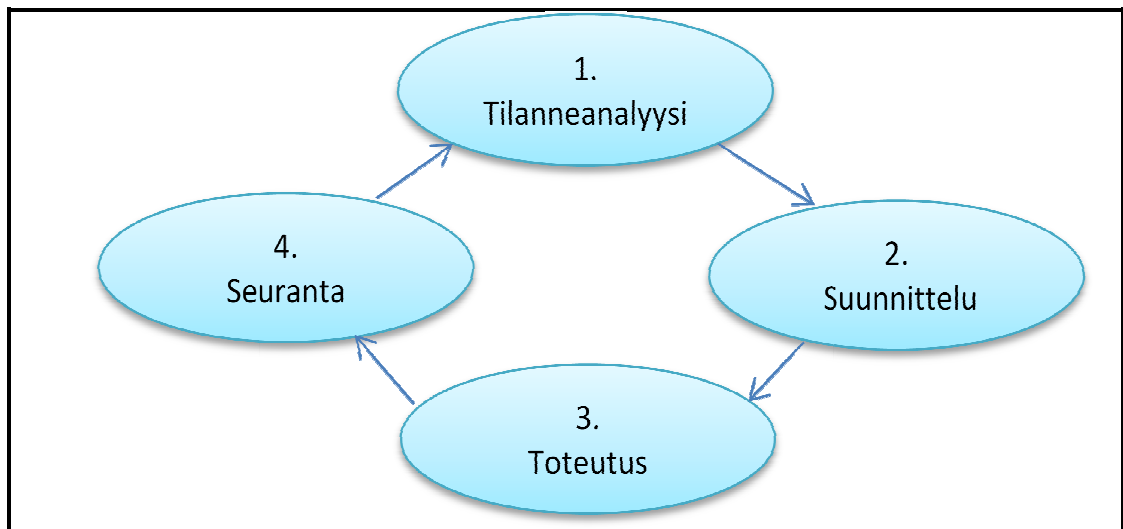 1.
Tilanneanalyysi
2.
Suunnittelu
3.
Toteutus
4.
Seuranta